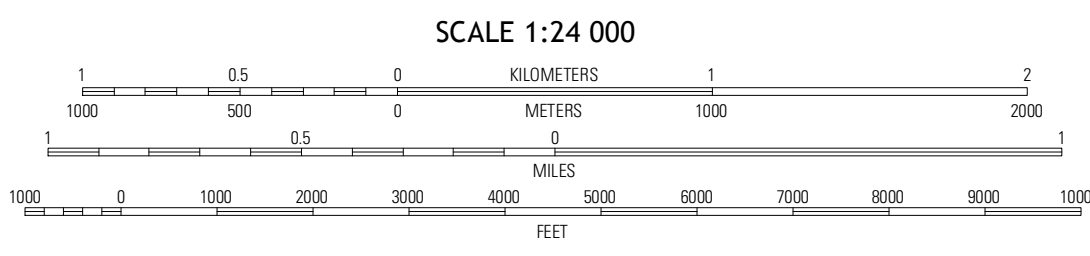 SCALE 1:24 000
1 0.5 0 KILOMETERS 1 2
1000 500 0 METERS 1000 2000
1 0.5 0 1
MILES
1000 0 1000 2000 3000 4000 5000 6000 7000 8000 9000 1000
FEET